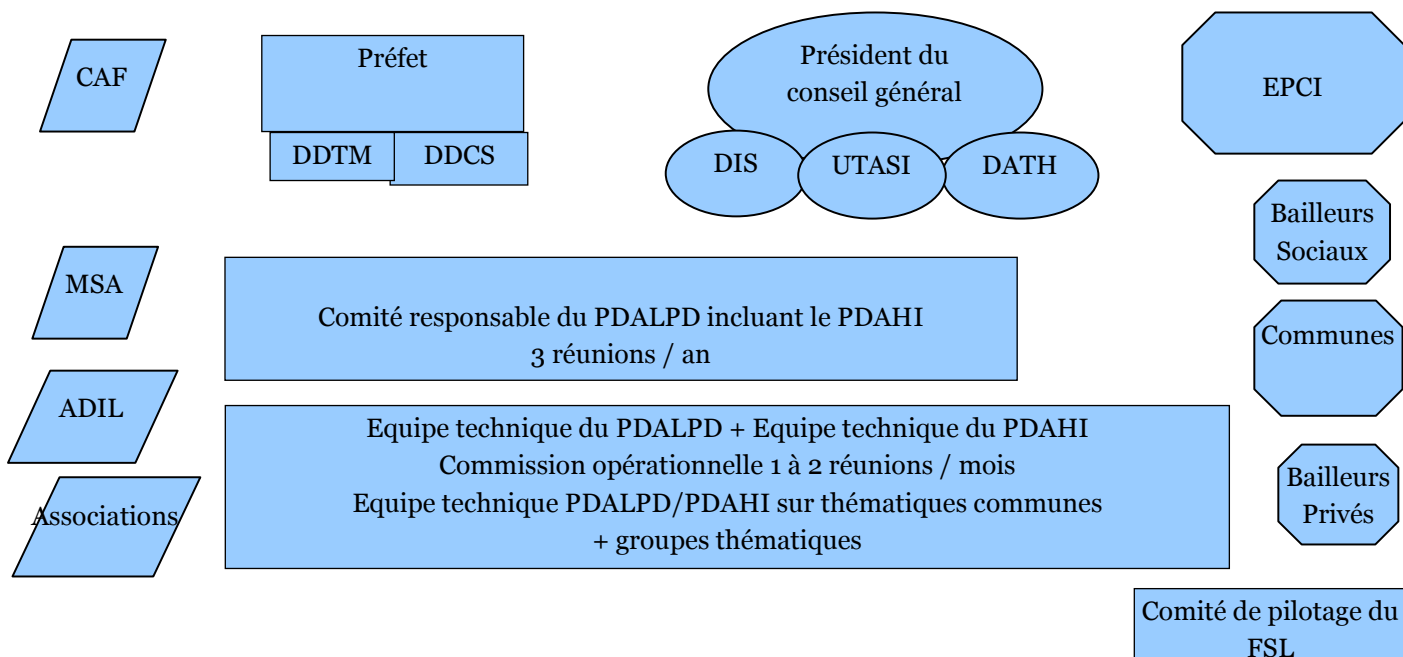 CAF
Préfet
DDTM
DDCS
Président du
conseil général
DIS
UTASI
DATH
EPCI
Bailleurs
Sociaux
MSA
Comité responsable du PDALPD incluant le PDAHI
3 réunions / an
Communes
ADIL
Equipe technique du PDALPD + Equipe technique du PDAHI
Commission opérationnelle 1 à 2 réunions / mois
Equipe technique PDALPD/PDAHI sur thématiques communes
+ groupes thématiques
Associations
Bailleurs
Privés
Comité de pilotage du
FSL